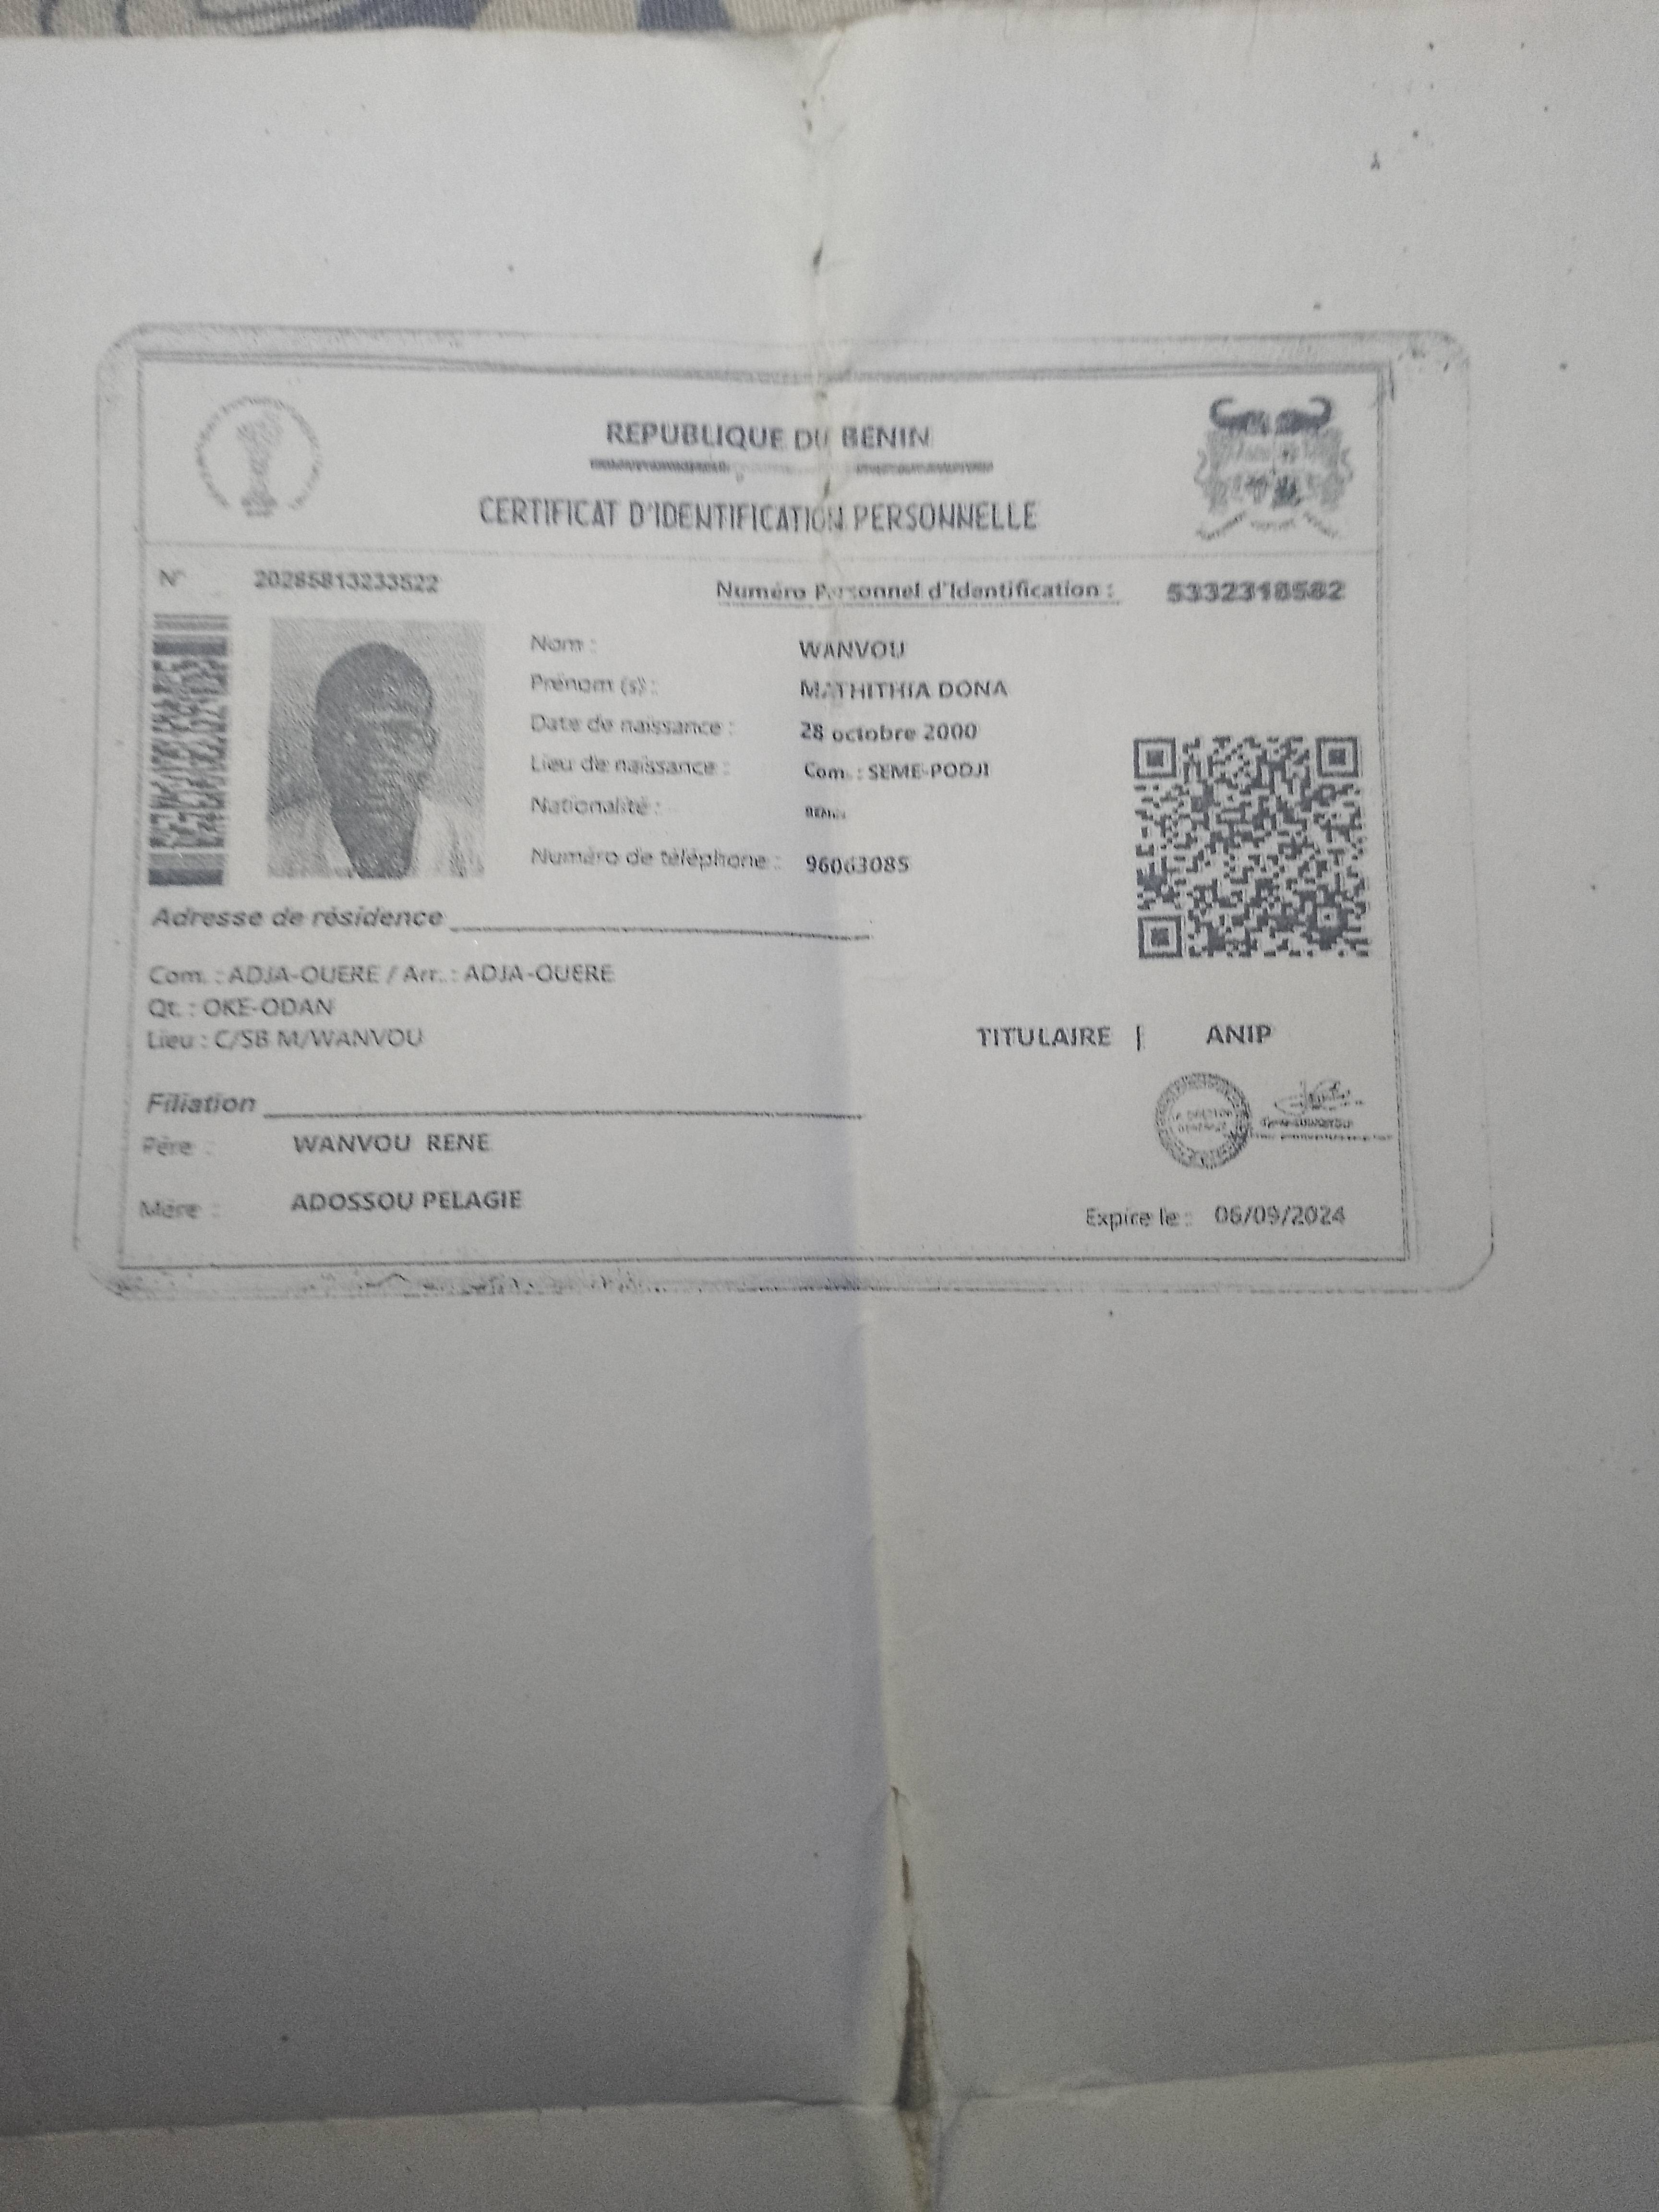 REPUBLIQUE DU BENIN
CERTIFICAT D'IDENTIFICATION PERSONNELLE
N° 20285813233522
Numéro Personnel d'Identification : 5332318582
Nom : WANVOU
Prénom (s) : MATHITHIA DONA
Date de naissance : 28 octobre 2000
Lieu de naissance : Com. : SEME-PODJI
Nationalité :
Numéro de téléphone : 96063085
Adresse de résidence
Com. : ADJA-OUERE / Arr. : ADJA-OUERE
Qt. : OKE-ODAN
Lieu : C/SB M/WANVOU
TITULAIRE | ANIP
Filiation
Père : WANVOU RENE
Mère : ADOSSOU PELAGIE
Expire le : 06/09/2024